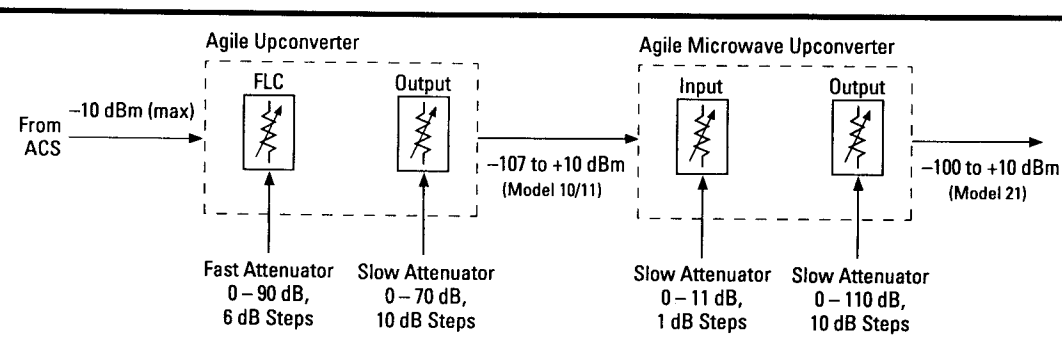 Agile Upconverter
Agile Microwave Upconverter
FLC
Output
Input
Output
–10 dBm (max)
From
ACS
–107 to +10 dBm
(Model 10/11)
–100 to +10 dBm
(Model 21)
Fast Attenuator
0 – 90 dB,
6 dB Steps
Slow Attenuator
0 – 70 dB,
10 dB Steps
Slow Attenuator
0 – 11 dB,
1 dB Steps
Slow Attenuator
0 – 110 dB,
10 dB Steps